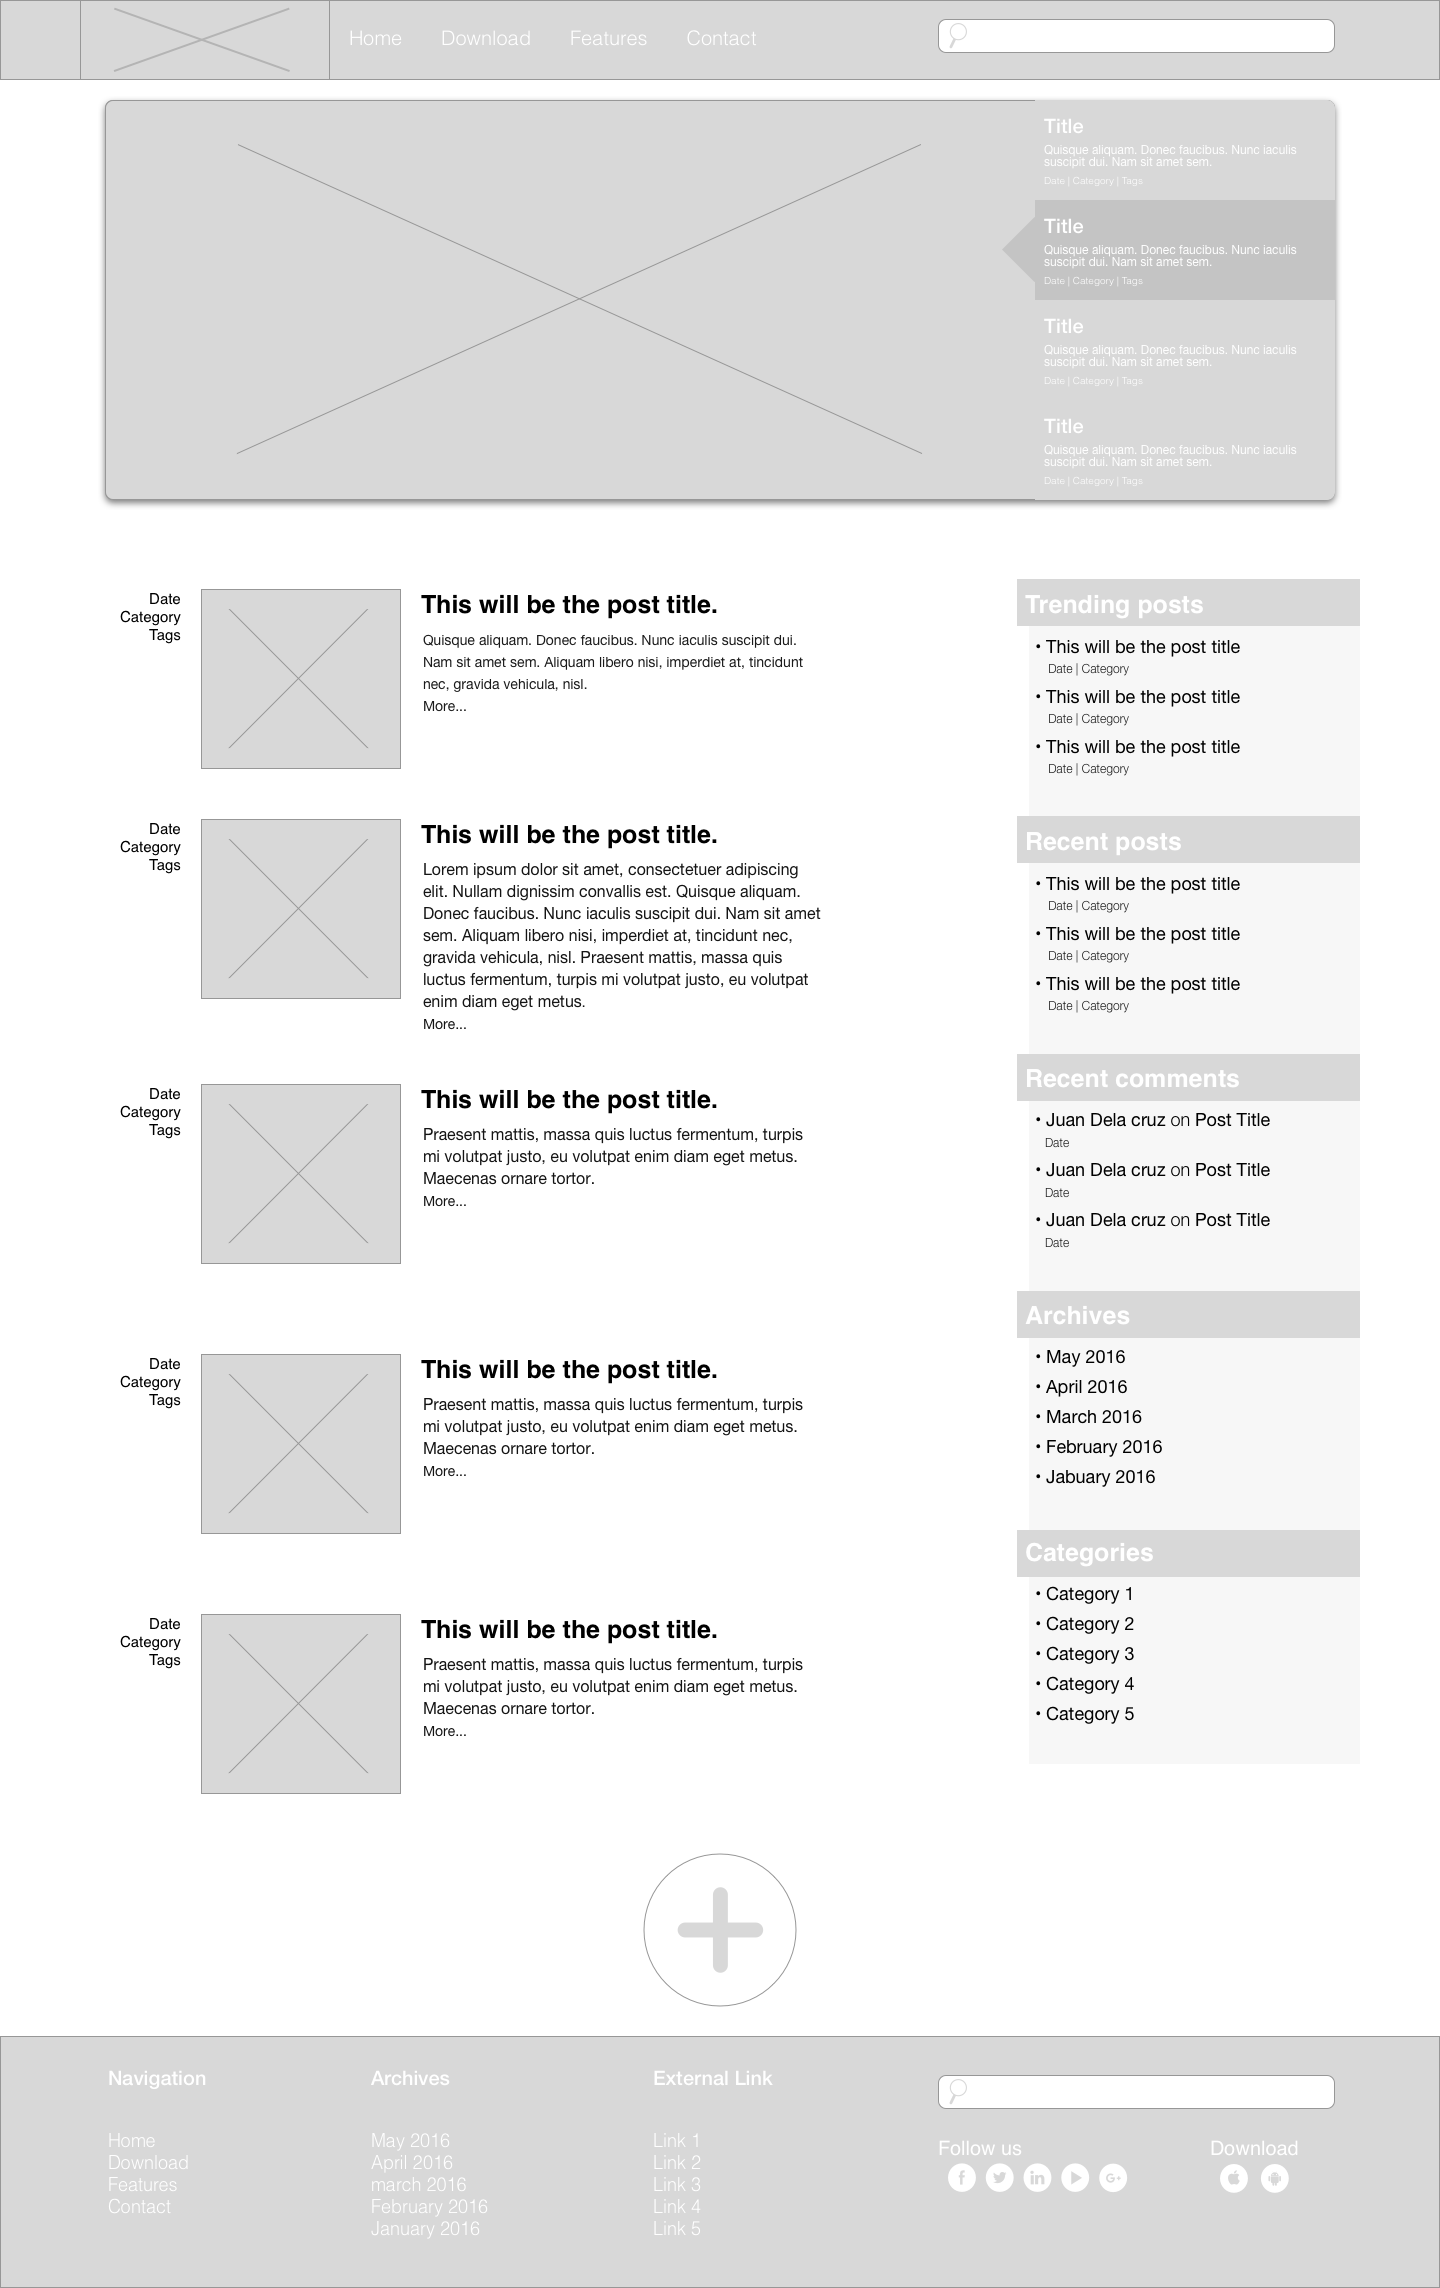 Home Download Features Contact
Title
Quisque aliquam. Donec faucibus. Nunc iaculis
suscipit dui. Nam sit amet sem.
Date | Category | Tags
Title
Quisque aliquam. Donec faucibus. Nunc iaculis
suscipit dui. Nam sit amet sem.
Date | Category | Tags
Title
Quisque aliquam. Donec faucibus. Nunc iaculis
suscipit dui. Nam sit amet sem.
Date | Category | Tags
Title
Quisque aliquam. Donec faucibus. Nunc iaculis
suscipit dui. Nam sit amet sem.
Date | Category | Tags
Date
Category
Tags
This will be the post title.
Quisque aliquam. Donec faucibus. Nunc iaculis suscipit dui.
Nam sit amet sem. Aliquam libero nisi, imperdiet at, tincidunt
nec, gravida vehicula, nisl.
More...
Date
Category
Tags
This will be the post title.
Lorem ipsum dolor sit amet, consectetuer adipiscing
elit. Nullam dignissim convallis est. Quisque aliquam.
Donec faucibus. Nunc iaculis suscipit dui. Nam sit amet
sem. Aliquam libero nisi, imperdiet at, tincidunt nec,
gravida vehicula, nisl. Praesent mattis, massa quis
luctus fermentum, turpis mi volutpat justo, eu volutpat
enim diam eget metus.
More...
Date
Category
Tags
This will be the post title.
Praesent mattis, massa quis luctus fermentum, turpis
mi volutpat justo, eu volutpat enim diam eget metus.
Maecenas ornare tortor.
More...
Date
Category
Tags
This will be the post title.
Praesent mattis, massa quis luctus fermentum, turpis
mi volutpat justo, eu volutpat enim diam eget metus.
Maecenas ornare tortor.
More...
Date
Category
Tags
This will be the post title.
Praesent mattis, massa quis luctus fermentum, turpis
mi volutpat justo, eu volutpat enim diam eget metus.
Maecenas ornare tortor.
More...
Trending posts
• This will be the post title
Date | Category
• This will be the post title
Date | Category
• This will be the post title
Date | Category
Recent posts
• This will be the post title
Date | Category
• This will be the post title
Date | Category
• This will be the post title
Date | Category
Recent comments
• Juan Dela cruz on Post Title
Date
• Juan Dela cruz on Post Title
Date
• Juan Dela cruz on Post Title
Date
Archives
• May 2016
• April 2016
• March 2016
• February 2016
• Jabuary 2016
Categories
• Category 1
• Category 2
• Category 3
• Category 4
• Category 5
Navigation
Home
Download
Features
Contact
Archives
May 2016
April 2016
march 2016
February 2016
January 2016
External Link
Link 1
Link 2
Link 3
Link 4
Link 5
Follow us
Download